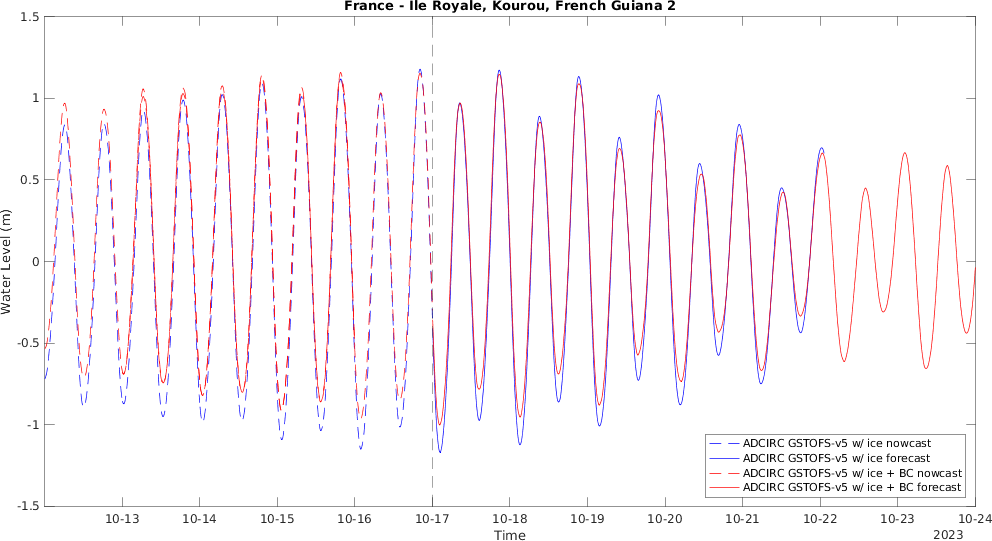 France - Ile Royale, Kourou, French Guiana 2
1.5
1
0.5
0
-0.5
-1
-1.5
Water Level (m)
10-13 10-14 10-15 10-16 10-17 10-18 10-19 10-20 10-21 10-22 10-23 10-24
Time
2023
ADCIRC GSTOFS-v5 w/ ice nowcast
ADCIRC GSTOFS-v5 w/ ice forecast
ADCIRC GSTOFS-v5 w/ ice + BC nowcast
ADCIRC GSTOFS-v5 w/ ice + BC forecast